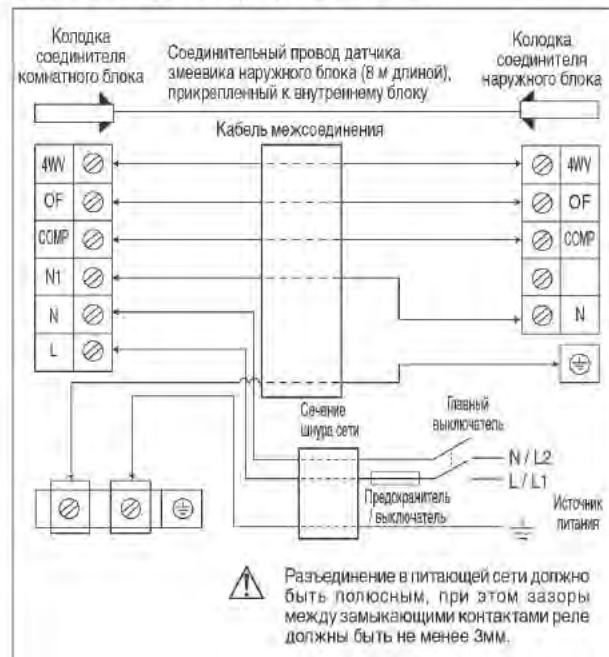 Колодка
соединителя
комнатного блока
Соединительный провод датчика
змеевика наружного блока (8 м длиной),
прикрепленный к внутреннему блоку
Колодка
соединителя
наружного блока
Кабель межсоединения
4WV
4WV
OF
OF
COMP
COMP
N1
N
N
L
Сечение
шнура сети
Главный
выключатель
N / L2
L / L1
Предохранитель
/ выключатель
Источник
питания
Разъединение в питающей сети должно
быть полюсным, при этом зазоры
между замыкающими контактами реле
должны быть не менее 3мм.